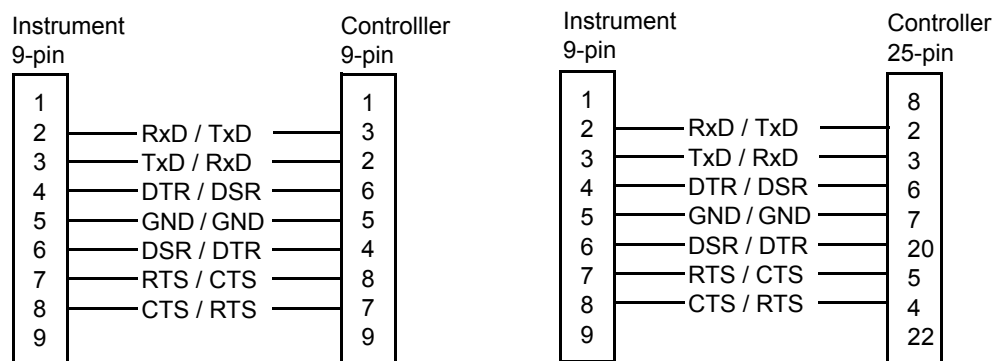 Instrument
9-pin
Controlller
9-pin
1 1
2 RxD / TxD 3
3 TxD / RxD 2
4 DTR / DSR 6
5 GND / GND 5
6 DSR / DTR 4
7 RTS / CTS 8
8 CTS / RTS 7
9 9
Instrument
9-pin
Controller
25-pin
1 8
2 RxD / TxD 2
3 TxD / RxD 3
4 DTR / DSR 6
5 GND / GND 7
6 DSR / DTR 20
7 RTS / CTS 5
8 CTS / RTS 4
9 22